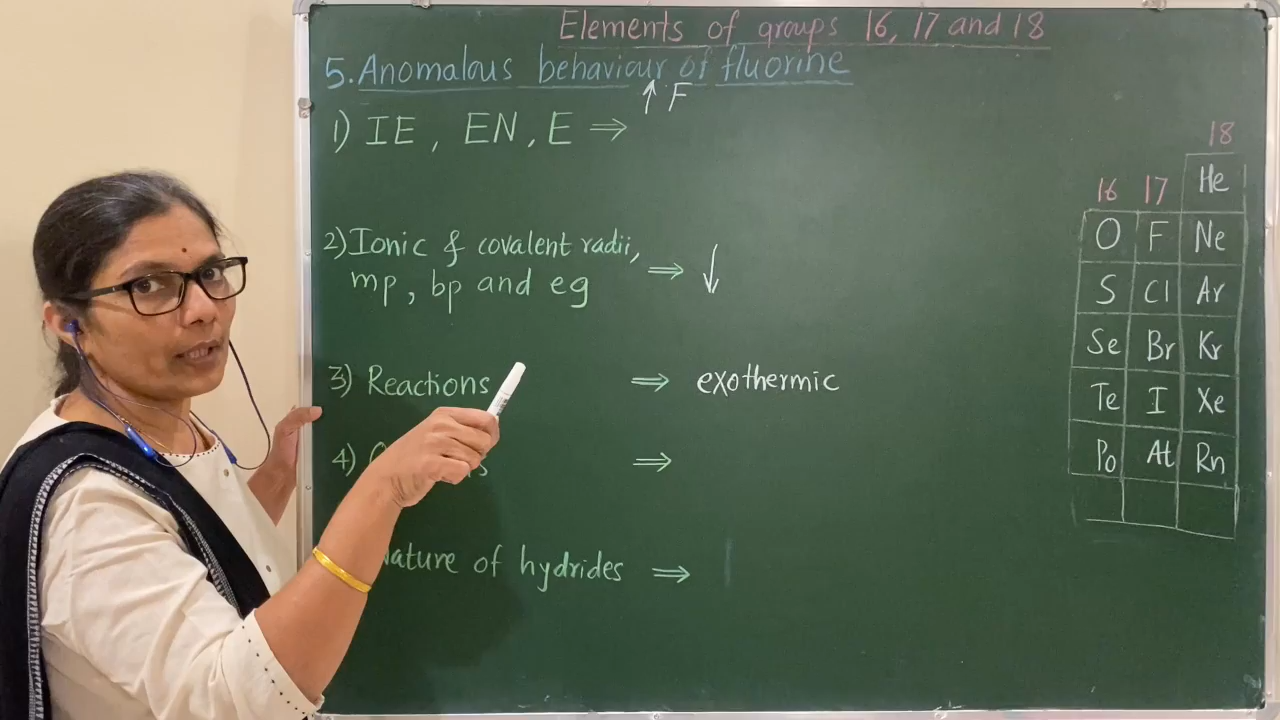 Elements of groups 16, 17 and 18
5. Anomalous behaviour of fluorine
1) IE, EN, E ⇒ ↑ F
2) Ionic & covalent radii,
mp, bp and eg ⇒ ↓
3) Reactions ⇒ exothermic
4) ⇒
nature of hydrides ⇒
18
16 17 He
O F Ne
S Cl Ar
Se Br Kr
Te I Xe
Po At Rn